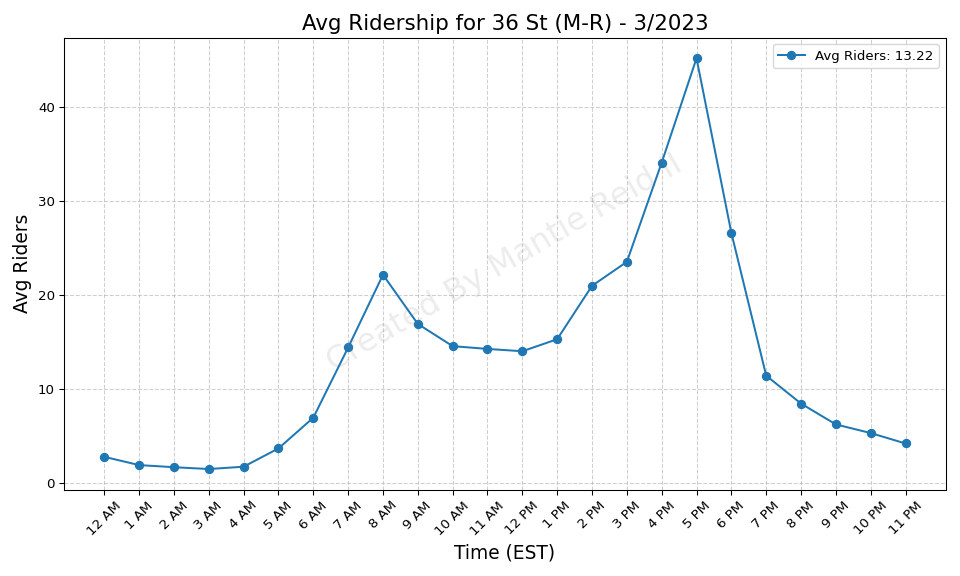 Avg Ridership for 36 St (M-R) - 3/2023
Avg Riders: 13.22
Avg Riders
40
30
20
10
0
Created By Mantie Reid II
12 AM
1 AM
2 AM
3 AM
4 AM
5 AM
6 AM
7 AM
8 AM
9 AM
10 AM
11 AM
12 PM
1 PM
2 PM
3 PM
4 PM
5 PM
6 PM
7 PM
8 PM
9 PM
10 PM
11 PM
Time (EST)